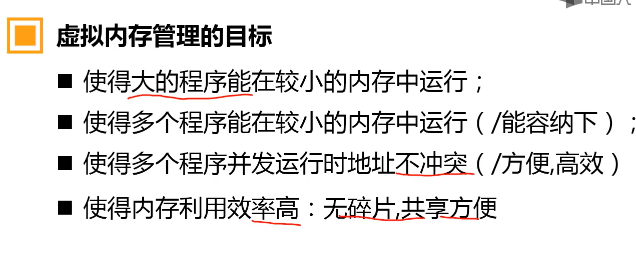 虚拟内存管理的目标
使得大的程序能在较小的内存中运行；
使得多个程序能在较小的内存中运行（/能容纳下）；
使得多个程序并发运行时地址不冲突（/方便,高效）
使得内存利用效率高：无碎片,共享方便